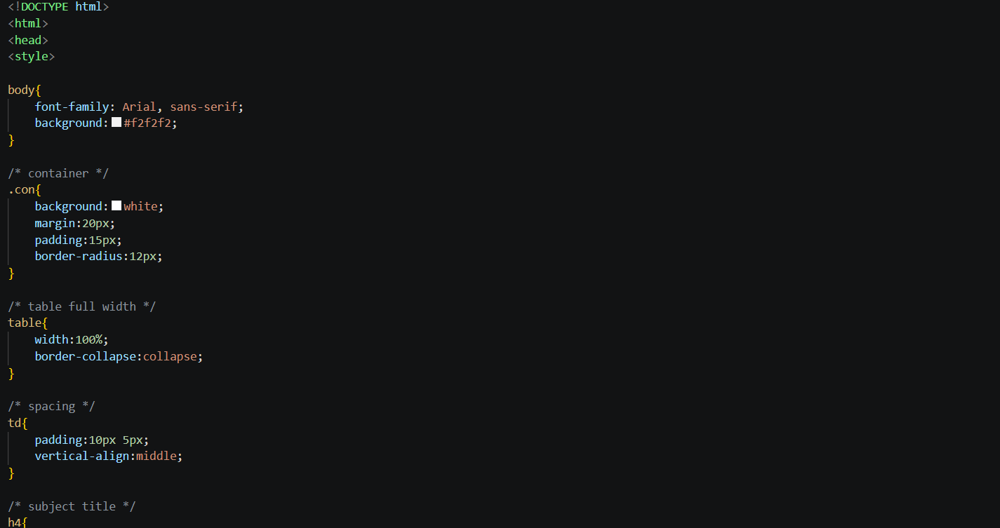 <!DOCTYPE html>
<html>
<head>
<style>
body{
font-family: Arial, sans-serif;
background: #f2f2f2;
}
/* container */
.con{
background: white;
margin:20px;
padding:15px;
border-radius:12px;
}
/* table full width */
table{
width:100%;
border-collapse:collapse;
}
/* spacing */
td{
padding:10px 5px;
vertical-align:middle;
}
/* subject title */
h4{